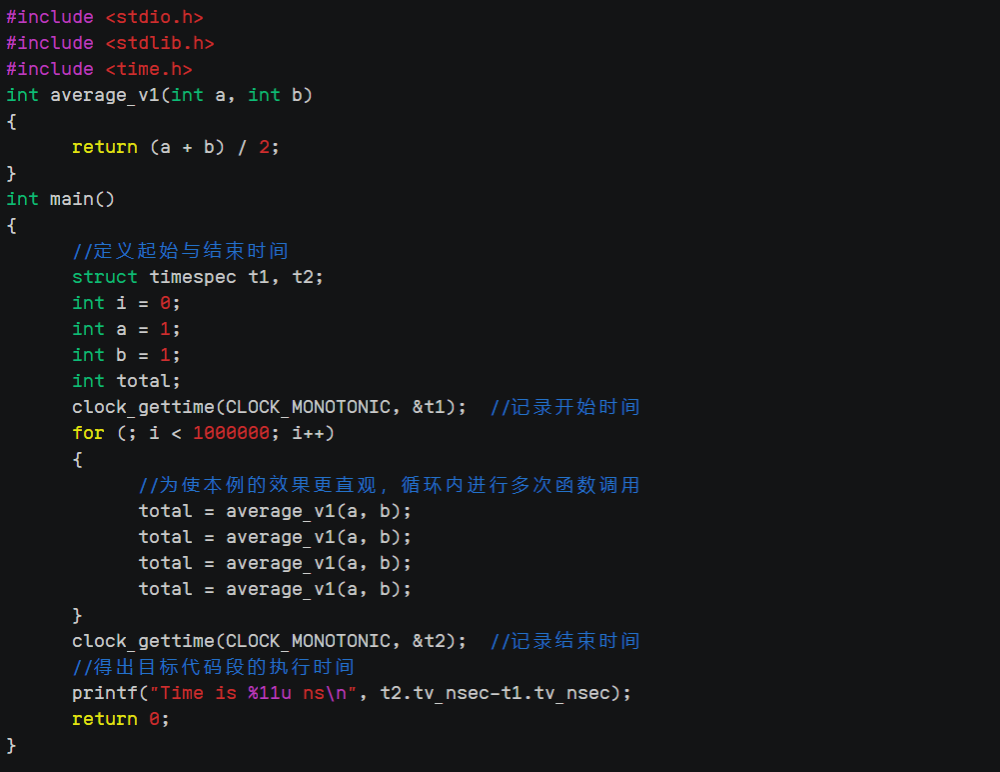 #include <stdio.h>
#include <stdlib.h>
#include <time.h>
int average_v1(int a, int b)
{
      return (a + b) / 2;
}
int main()
{
      //定义起始与结束时间
      struct timespec t1, t2;
      int i = 0;
      int a = 1;
      int b = 1;
      int total;
      clock_gettime(CLOCK_MONOTONIC, &t1);  //记录开始时间
      for (; i < 1000000; i++)
      {
            //为使本例的效果更直观，循环内进行多次函数调用
            total = average_v1(a, b);
            total = average_v1(a, b);
            total = average_v1(a, b);
            total = average_v1(a, b);
      }
      clock_gettime(CLOCK_MONOTONIC, &t2);  //记录结束时间
      //得出目标代码段的执行时间
      printf("Time is %11u ns\n", t2.tv_nsec-t1.tv_nsec);
      return 0;
}